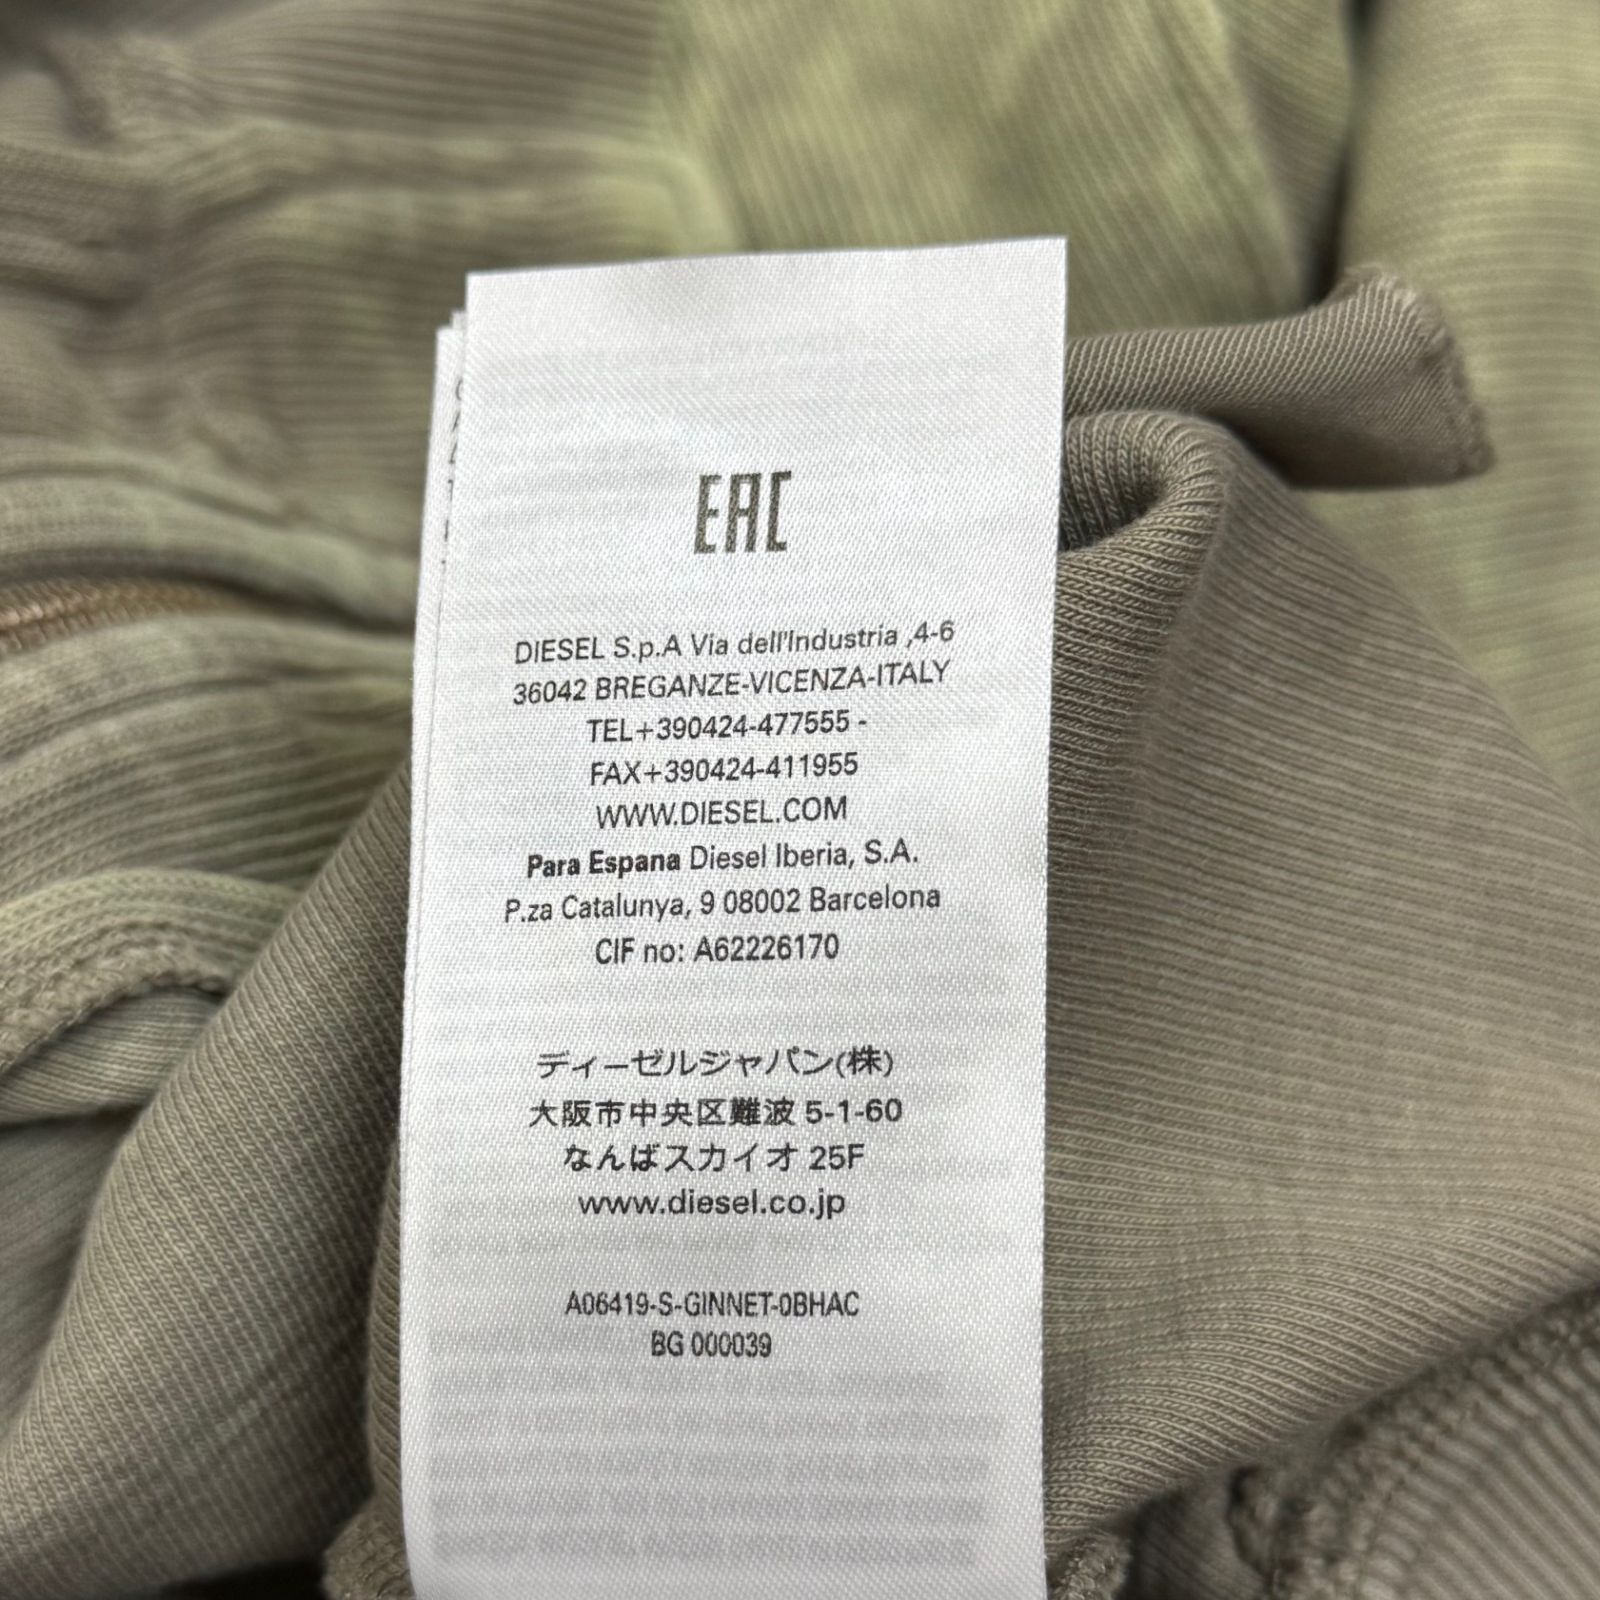 EAC
DIESEL S.p.A Via dell'Industria ,4-6
36042 BREGANZE-VICENZA-ITALY
TEL+390424-477555 -
FAX+390424-411955
WWW.DIESEL.COM
Para Espana Diesel Iberia, S.A.
P.za Catalunya, 9 08002 Barcelona
CIF no: A62226170
ディーゼルジャパン(株)
大阪市中央区難波 5-1-60
なんばスカイオ 25F
www.diesel.co.jp
A06419-S-GINNET-0BHAC
BG 000039